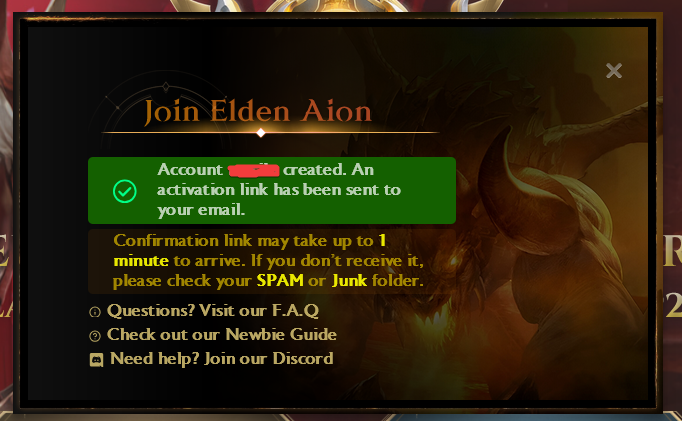 Join Elden Aion
Account created. An
activation link has been sent to
your email.
Confirmation link may take up to 1
minute to arrive. If you don't receive it,
please check your SPAM or Junk folder.
Questions? Visit our F.A.Q
Check out our Newbie Guide
Need help? Join our Discord